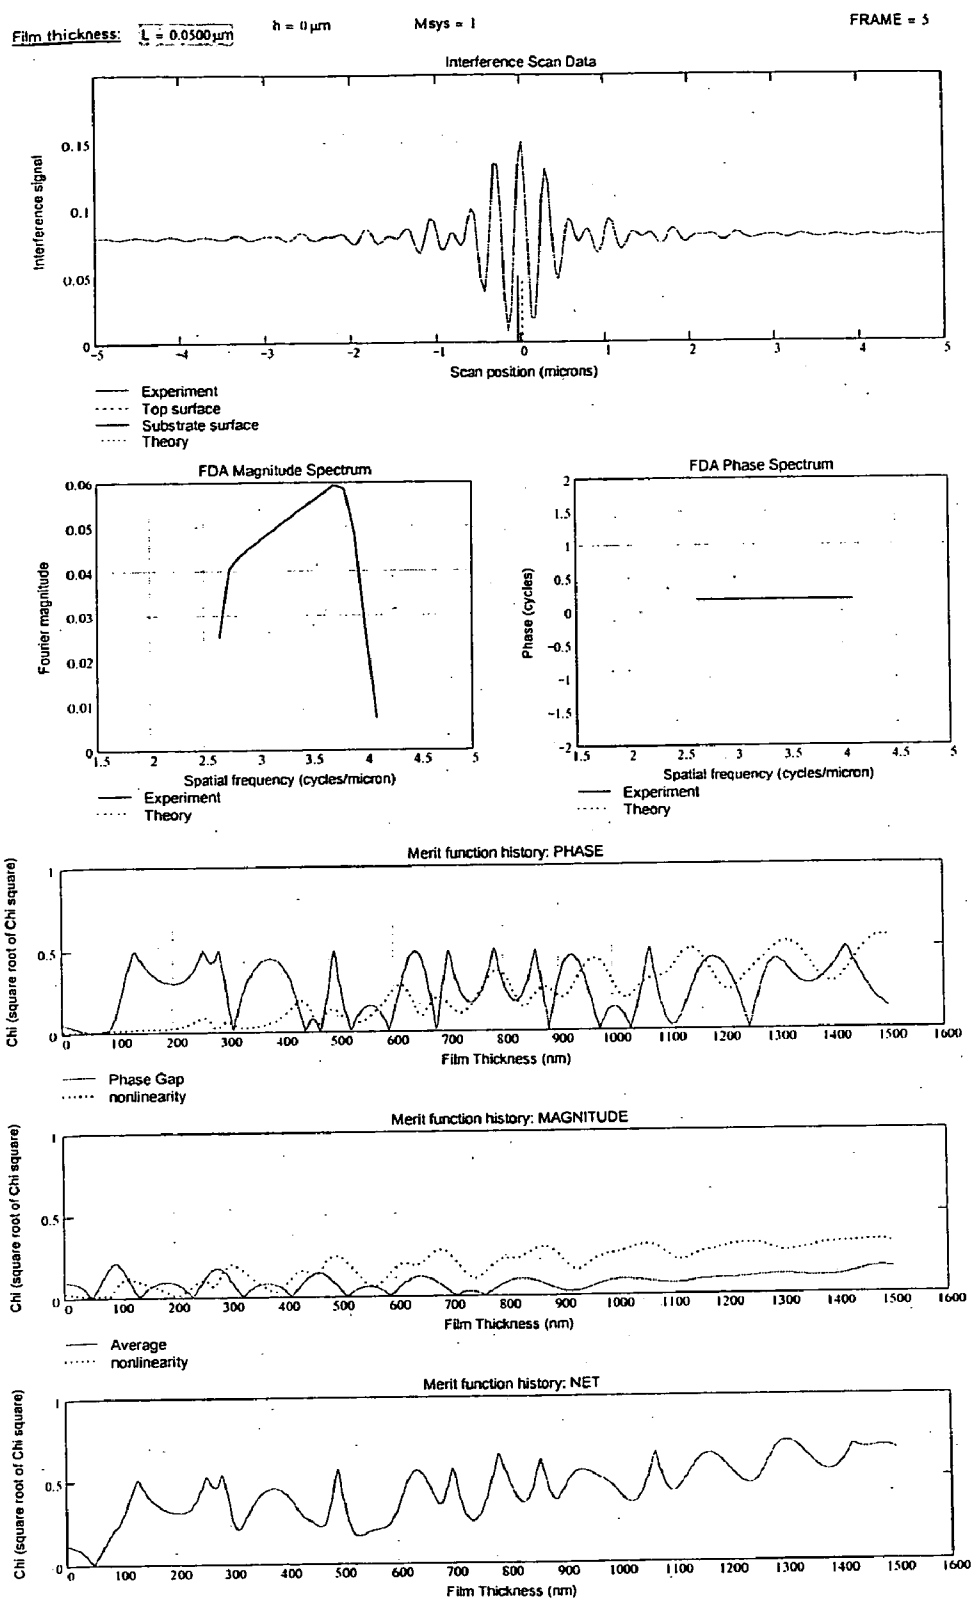 Film thickness: L = 0.0500µm h = 0µm Msys = 1 FRAME = 5
Interference Scan Data
Interference signal
0.15
0.1
0.05
0
−5 −4 −3 −2 −1 0 1 2 3 4 5
Scan position (microns)
Experiment
Top surface
Substrate surface
Theory
FDA Magnitude Spectrum
Fourier magnitude
0.06
0.05
0.04
0.03
0.02
0.01
0
1.5 2 2.5 3 3.5 4 4.5 5
Spatial frequency (cycles/micron)
Experiment
Theory
FDA Phase Spectrum
Phase (cycles)
2
1.5
1
0.5
0
−0.5
−1
−1.5
−2
1.5 2 2.5 3 3.5 4 4.5 5
Spatial frequency (cycles/micron)
Experiment
Theory
Merit function history: PHASE
Chi (square root of Chi square)
1
0.5
0
0 100 200 300 400 500 600 700 800 900 1000 1100 1200 1300 1400 1500 1600
Film Thickness (nm)
Phase Gap
nonlinearity
Merit function history: MAGNITUDE
Chi (square root of Chi square)
1
0.5
0
0 100 200 300 400 500 600 700 800 900 1000 1100 1200 1300 1400 1500 1600
Film Thickness (nm)
Average
nonlinearity
Merit function history: NET
Chi (square root of Chi square)
1
0.5
0
0 100 200 300 400 500 600 700 800 900 1000 1100 1200 1300 1400 1500 1600
Film Thickness (nm)